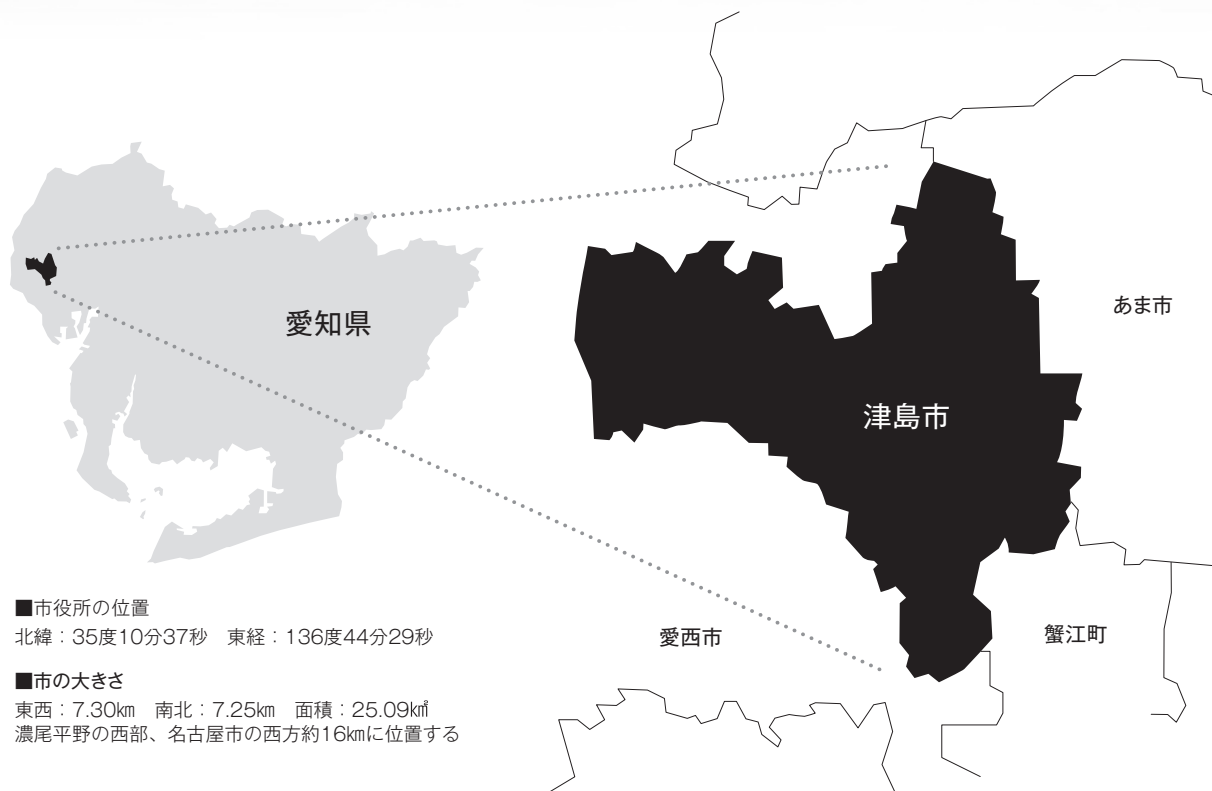 愛知県
あま市
津島市
愛西市
蟹江町
■市役所の位置
北緯：35度10分37秒　東経：136度44分29秒
■市の大きさ
東西：7.30km　南北：7.25km　面積：25.09㎢
濃尾平野の西部、名古屋市の西方約16kmに位置する